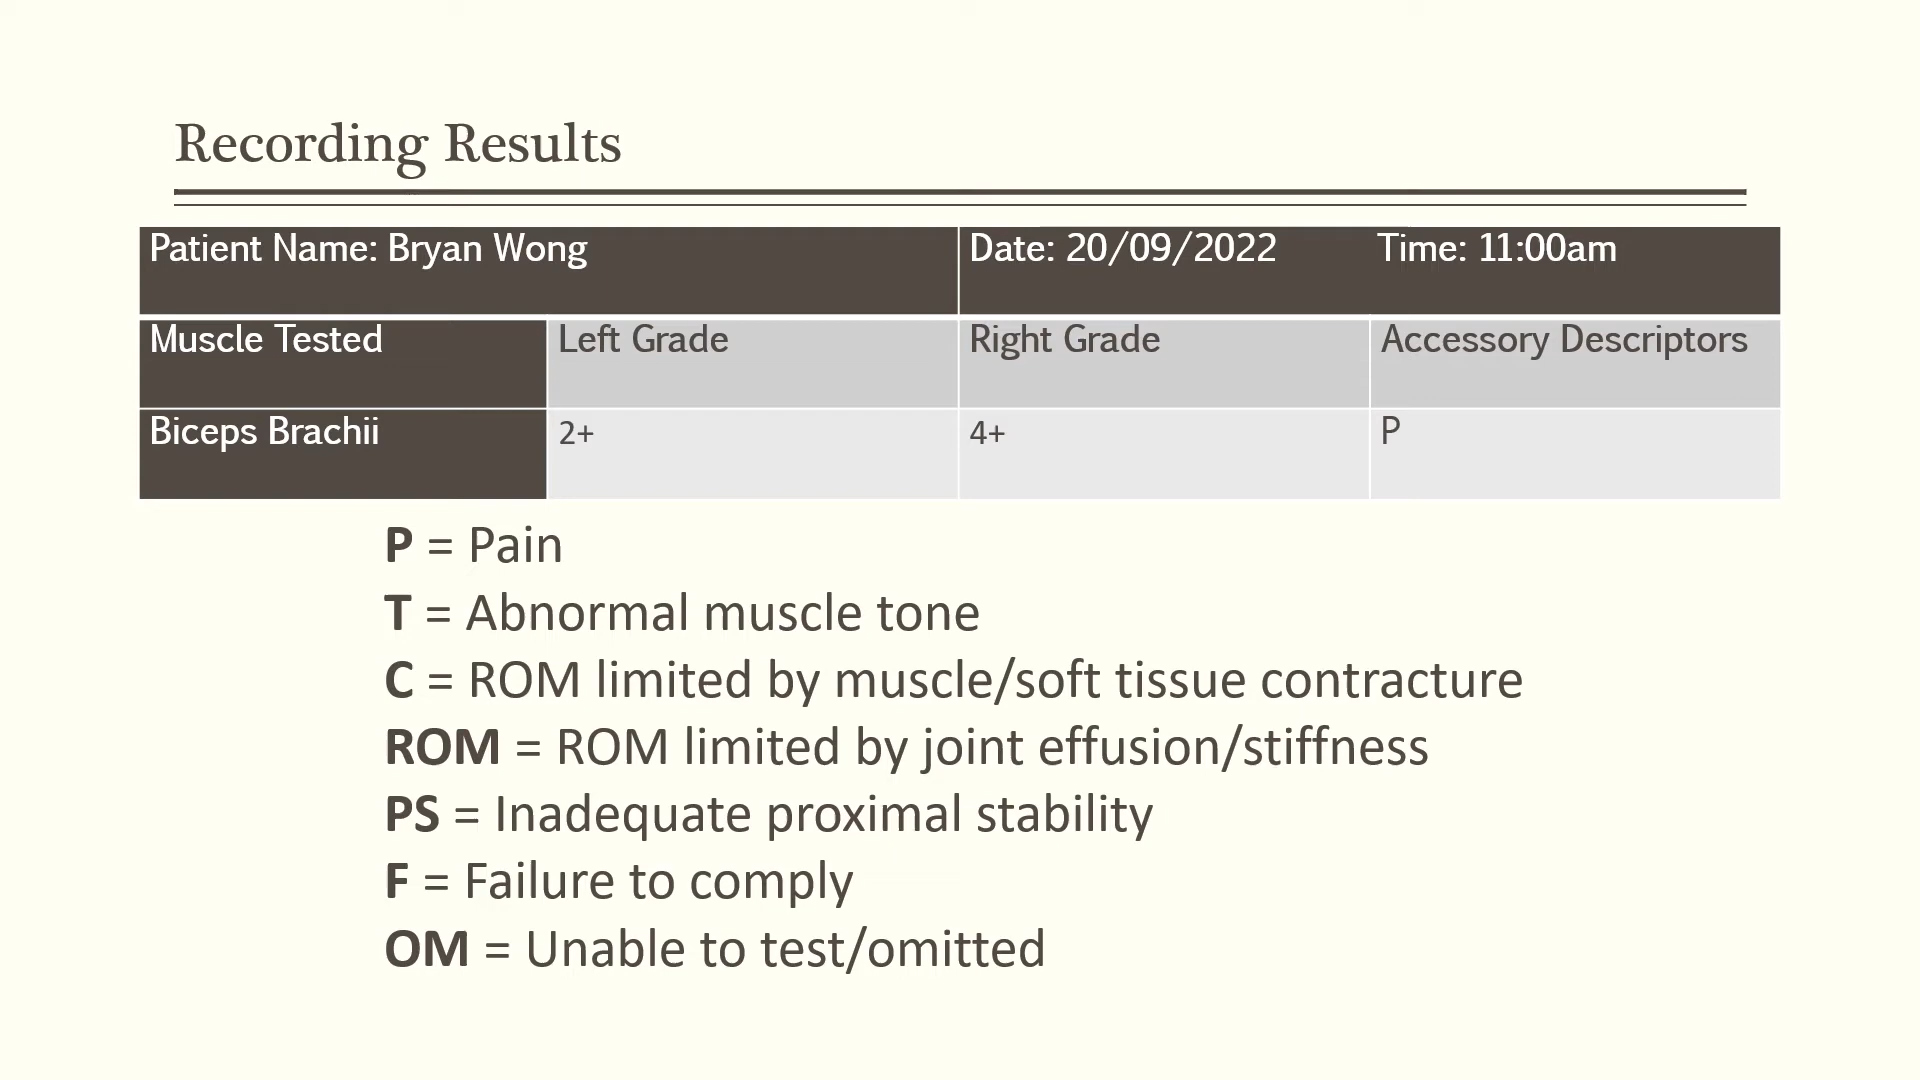 Recording Results
Patient Name: Bryan Wong Date: 20/09/2022 Time: 11:00am
Muscle Tested Left Grade Right Grade Accessory Descriptors
Biceps Brachii 2+ 4+ P
P = Pain
T = Abnormal muscle tone
C = ROM limited by muscle/soft tissue contracture
ROM = ROM limited by joint effusion/stiffness
PS = Inadequate proximal stability
F = Failure to comply
OM = Unable to test/omitted